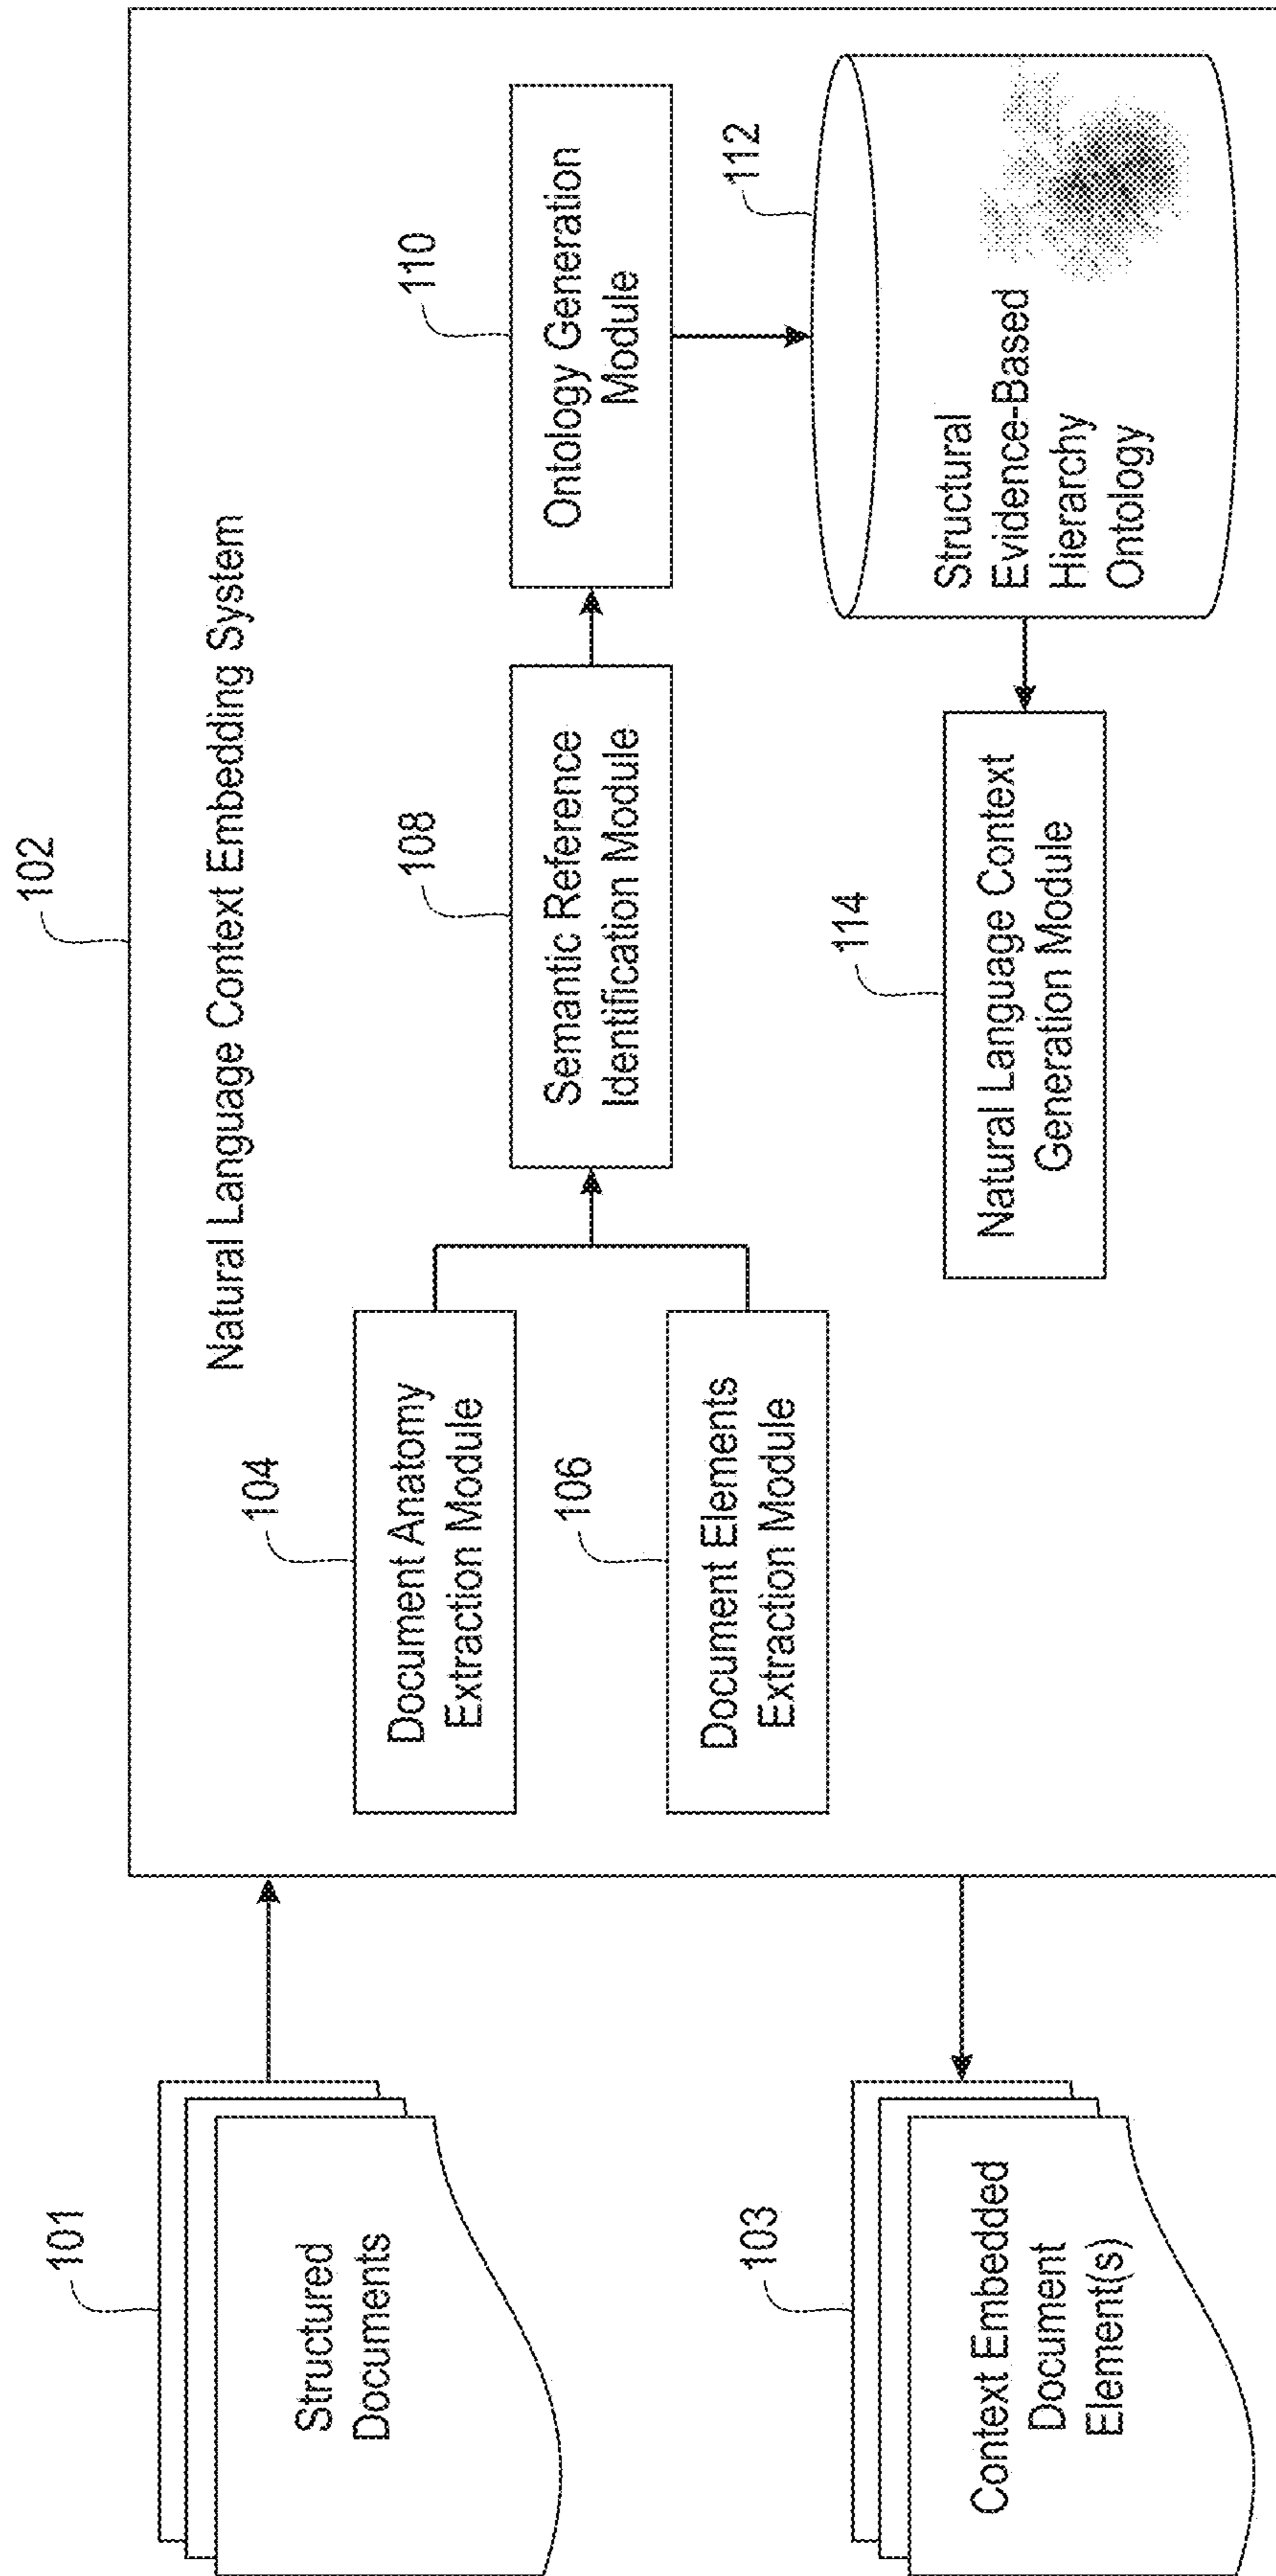 102
Natural Language Context Embedding System
101
Structured
Documents
104
Document Anatomy
Extraction Module
106
Document Elements
Extraction Module
108
Semantic Reference
Identification Module
110
Ontology Generation
Module
112
Structural
Evidence-Based
Hierarchy
Ontology
114
Natural Language Context
Generation Module
103
Context Embedded
Document
Element(s)